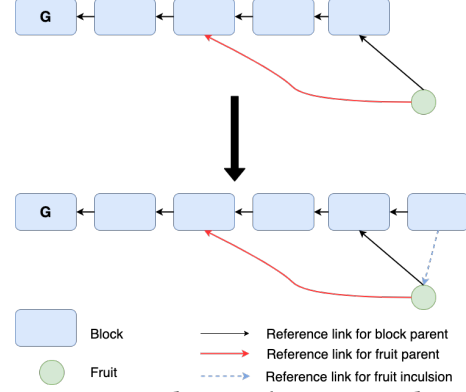 G
G
Block
Fruit
Reference link for block parent
Reference link for fruit parent
Reference link for fruit inculsion